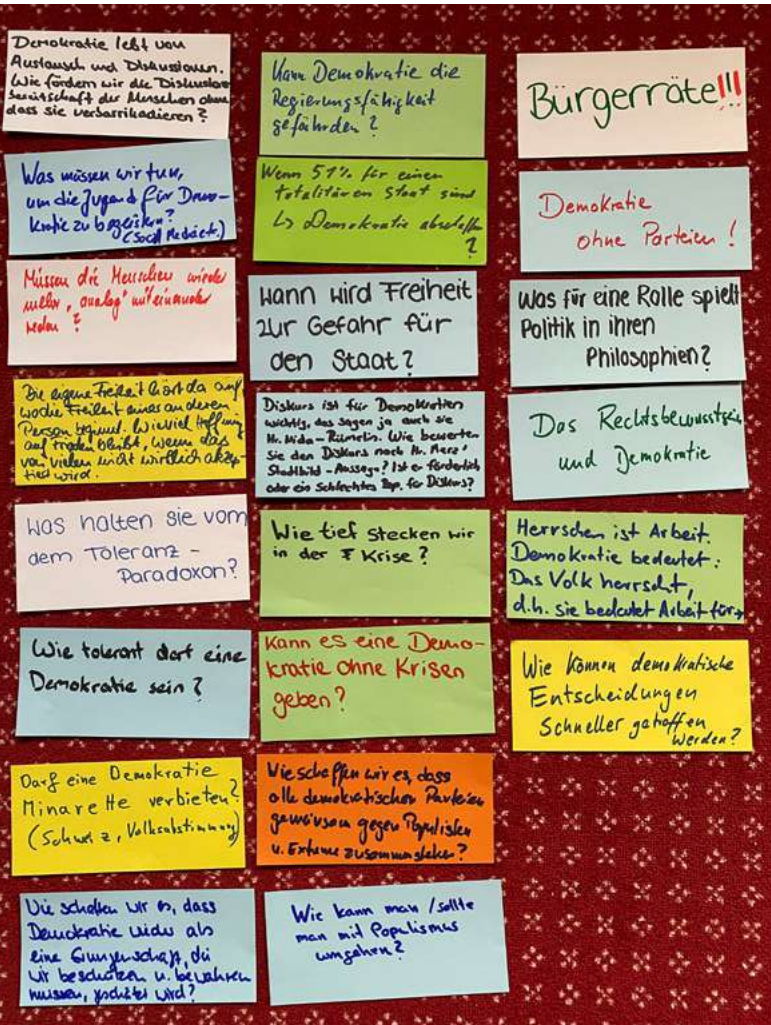 Demokratie lebt von
Austausch und Diskussionen.
Wie fördern wir die Diskussions-
bereitschaft der Menschen ohne
dass sie verbarrikadieren?
Was müssen wir tun,
um die Jugend für Demo-
kratie zu begeistern?
(Social Media etc.)
Müssen die Menschen wieder
mehr "analog" miteinander
reden?
Die eigene Freiheit hört da auf
wo die Freiheit eines anderen
Person beginnt. Wieviel Hoffnung
auf Frieden bleibt, wenn das
von vielen nicht wirklich akzep-
tiert wird.
Was halten sie vom
dem Toleranz-
Paradoxon?
Wie tolerant darf eine
Demokratie sein?
Darf eine Demokratie
Minarette verbieten?
(Schweiz, Volksabstimmung)
Wie schaffen wir es, dass
Demokratie wieder als
eine Errungenschaft, die
wir beschützen u. bewahren
müssen, geschätzt wird?
Kann Demokratie die
Regierungsfähigkeit
gefährden?
Wenn 51% für einen
totalitären Staat sind
↳ Demokratie abschaffen
?
Wann wird Freiheit
zur Gefahr für
den Staat?
Diskurs ist für Demokratien
wichtig, das sagen ja auch sie
Hr. Nida-Rümelin. Wie bewerten
sie den Diskurs nach Hr. Merz'
Stadtbild-Aussage? Ist er förderlich
oder ein schlechtes Bsp. für Diskurs?
Wie tief stecken wir
in der Krise?
Kann es eine Demo-
kratie ohne Krisen
geben?
Wie schaffen wir es, dass
alle demokratischen Parteien
gemeinsam gegen Populisten
u. Extreme zusammenstehen?
Wie kann man / sollte
man mit Populismus
umgehen?
Bürgerräte!!!
Demokratie
ohne Parteien!
Was für eine Rolle spielt
Politik in ihren
Philosophien?
Das Rechtsbewusstsein
und Demokratie
Herrschen ist Arbeit.
Demokratie bedeutet:
Das Volk herrscht,
d.h. sie bedeutet Arbeit für →
Wie können demokratische
Entscheidungen
schneller getroffen
werden?